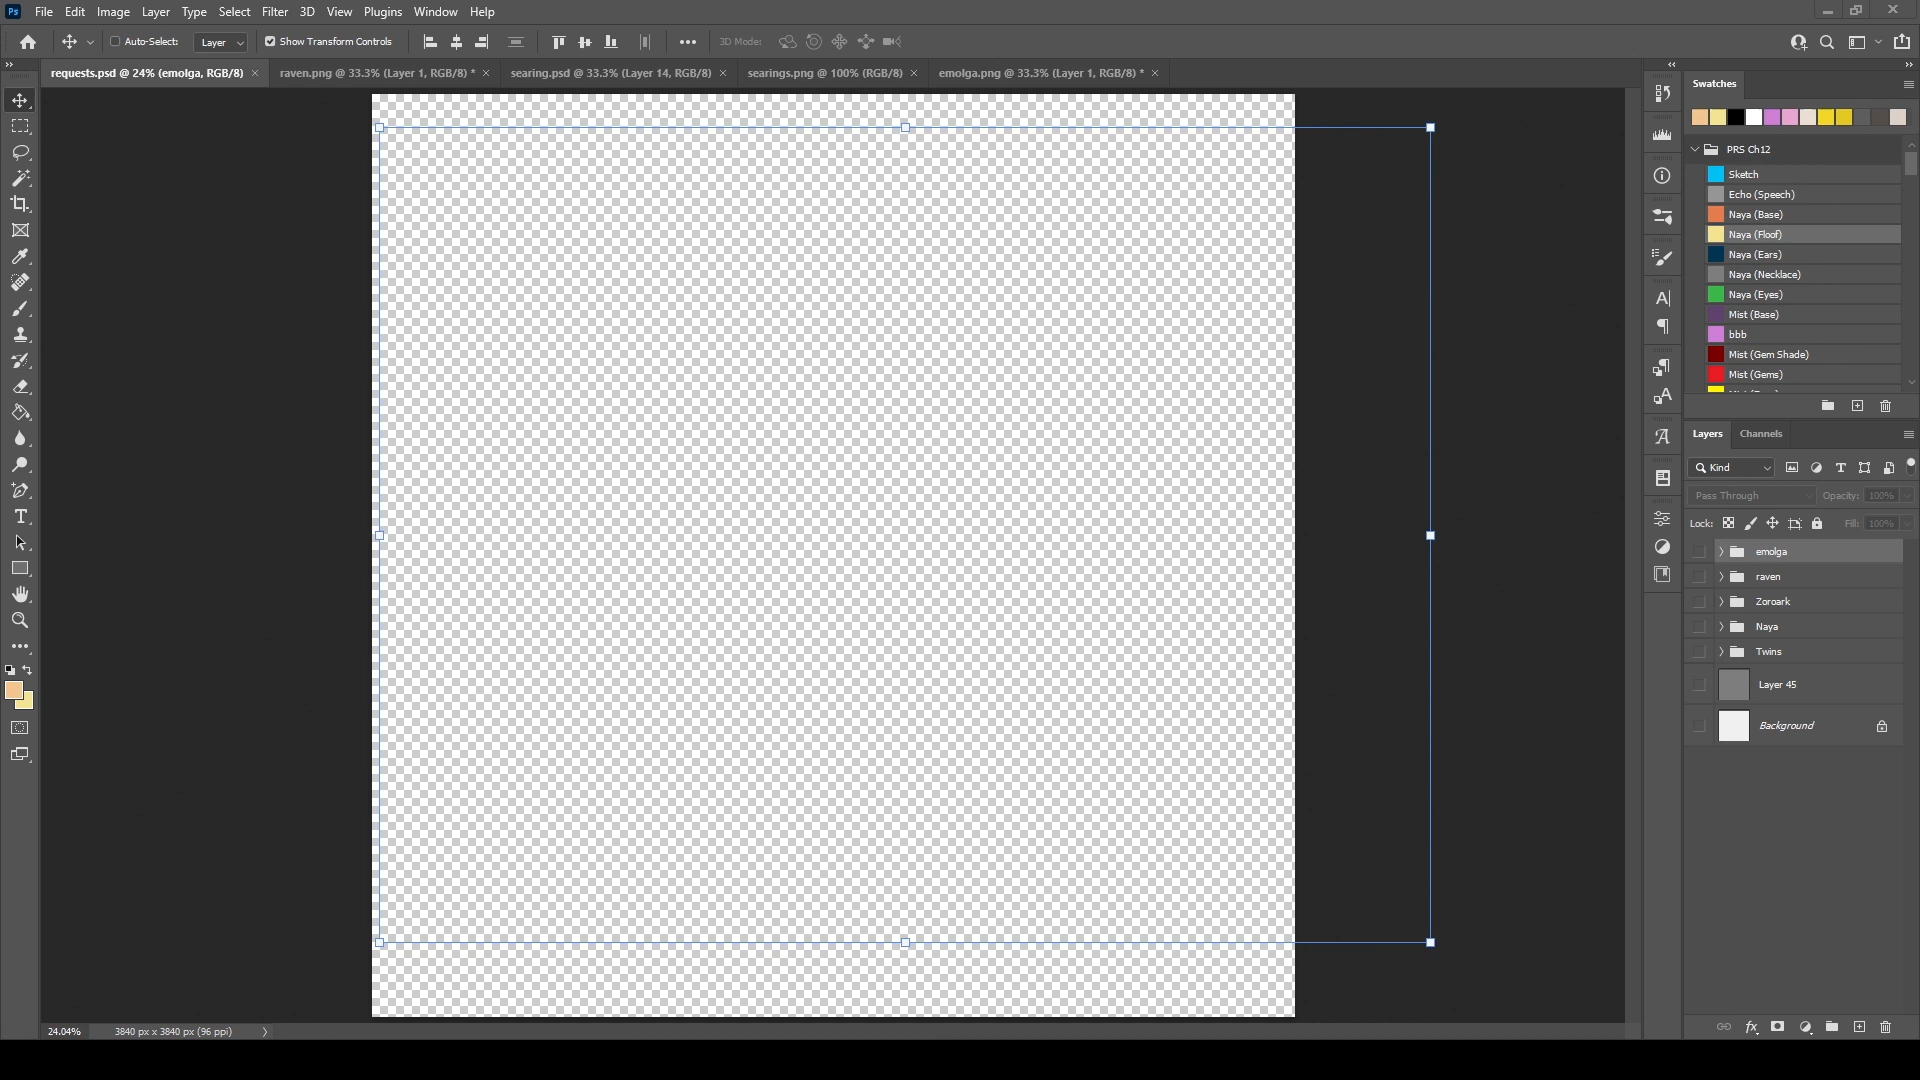 Ps File Edit Image Layer Type Select Filter 3D View Plugins Window Help
Auto-Select: Layer Show Transform Controls 3D Mode:
requests.psd @ 24% (emolga, RGB/8) × raven.png @ 33.3% (Layer 1, RGB/8) * × searing.psd @ 33.3% (Layer 14, RGB/8) × searings.png @ 100% (RGB/8) × emolga.png @ 33.3% (Layer 1, RGB/8) * ×
Swatches
PRS Ch12
Sketch
Echo (Speech)
Naya (Base)
Naya (Floof)
Naya (Ears)
Naya (Necklace)
Naya (Eyes)
Mist (Base)
bbb
Mist (Gem Shade)
Mist (Gems)
Layers Channels
Kind
Pass Through Opacity: 100%
Lock: Fill: 100%
emolga
raven
Zoroark
Naya
Twins
Layer 45
Background
fx
24.04% 3840 px x 3840 px (96 ppi)